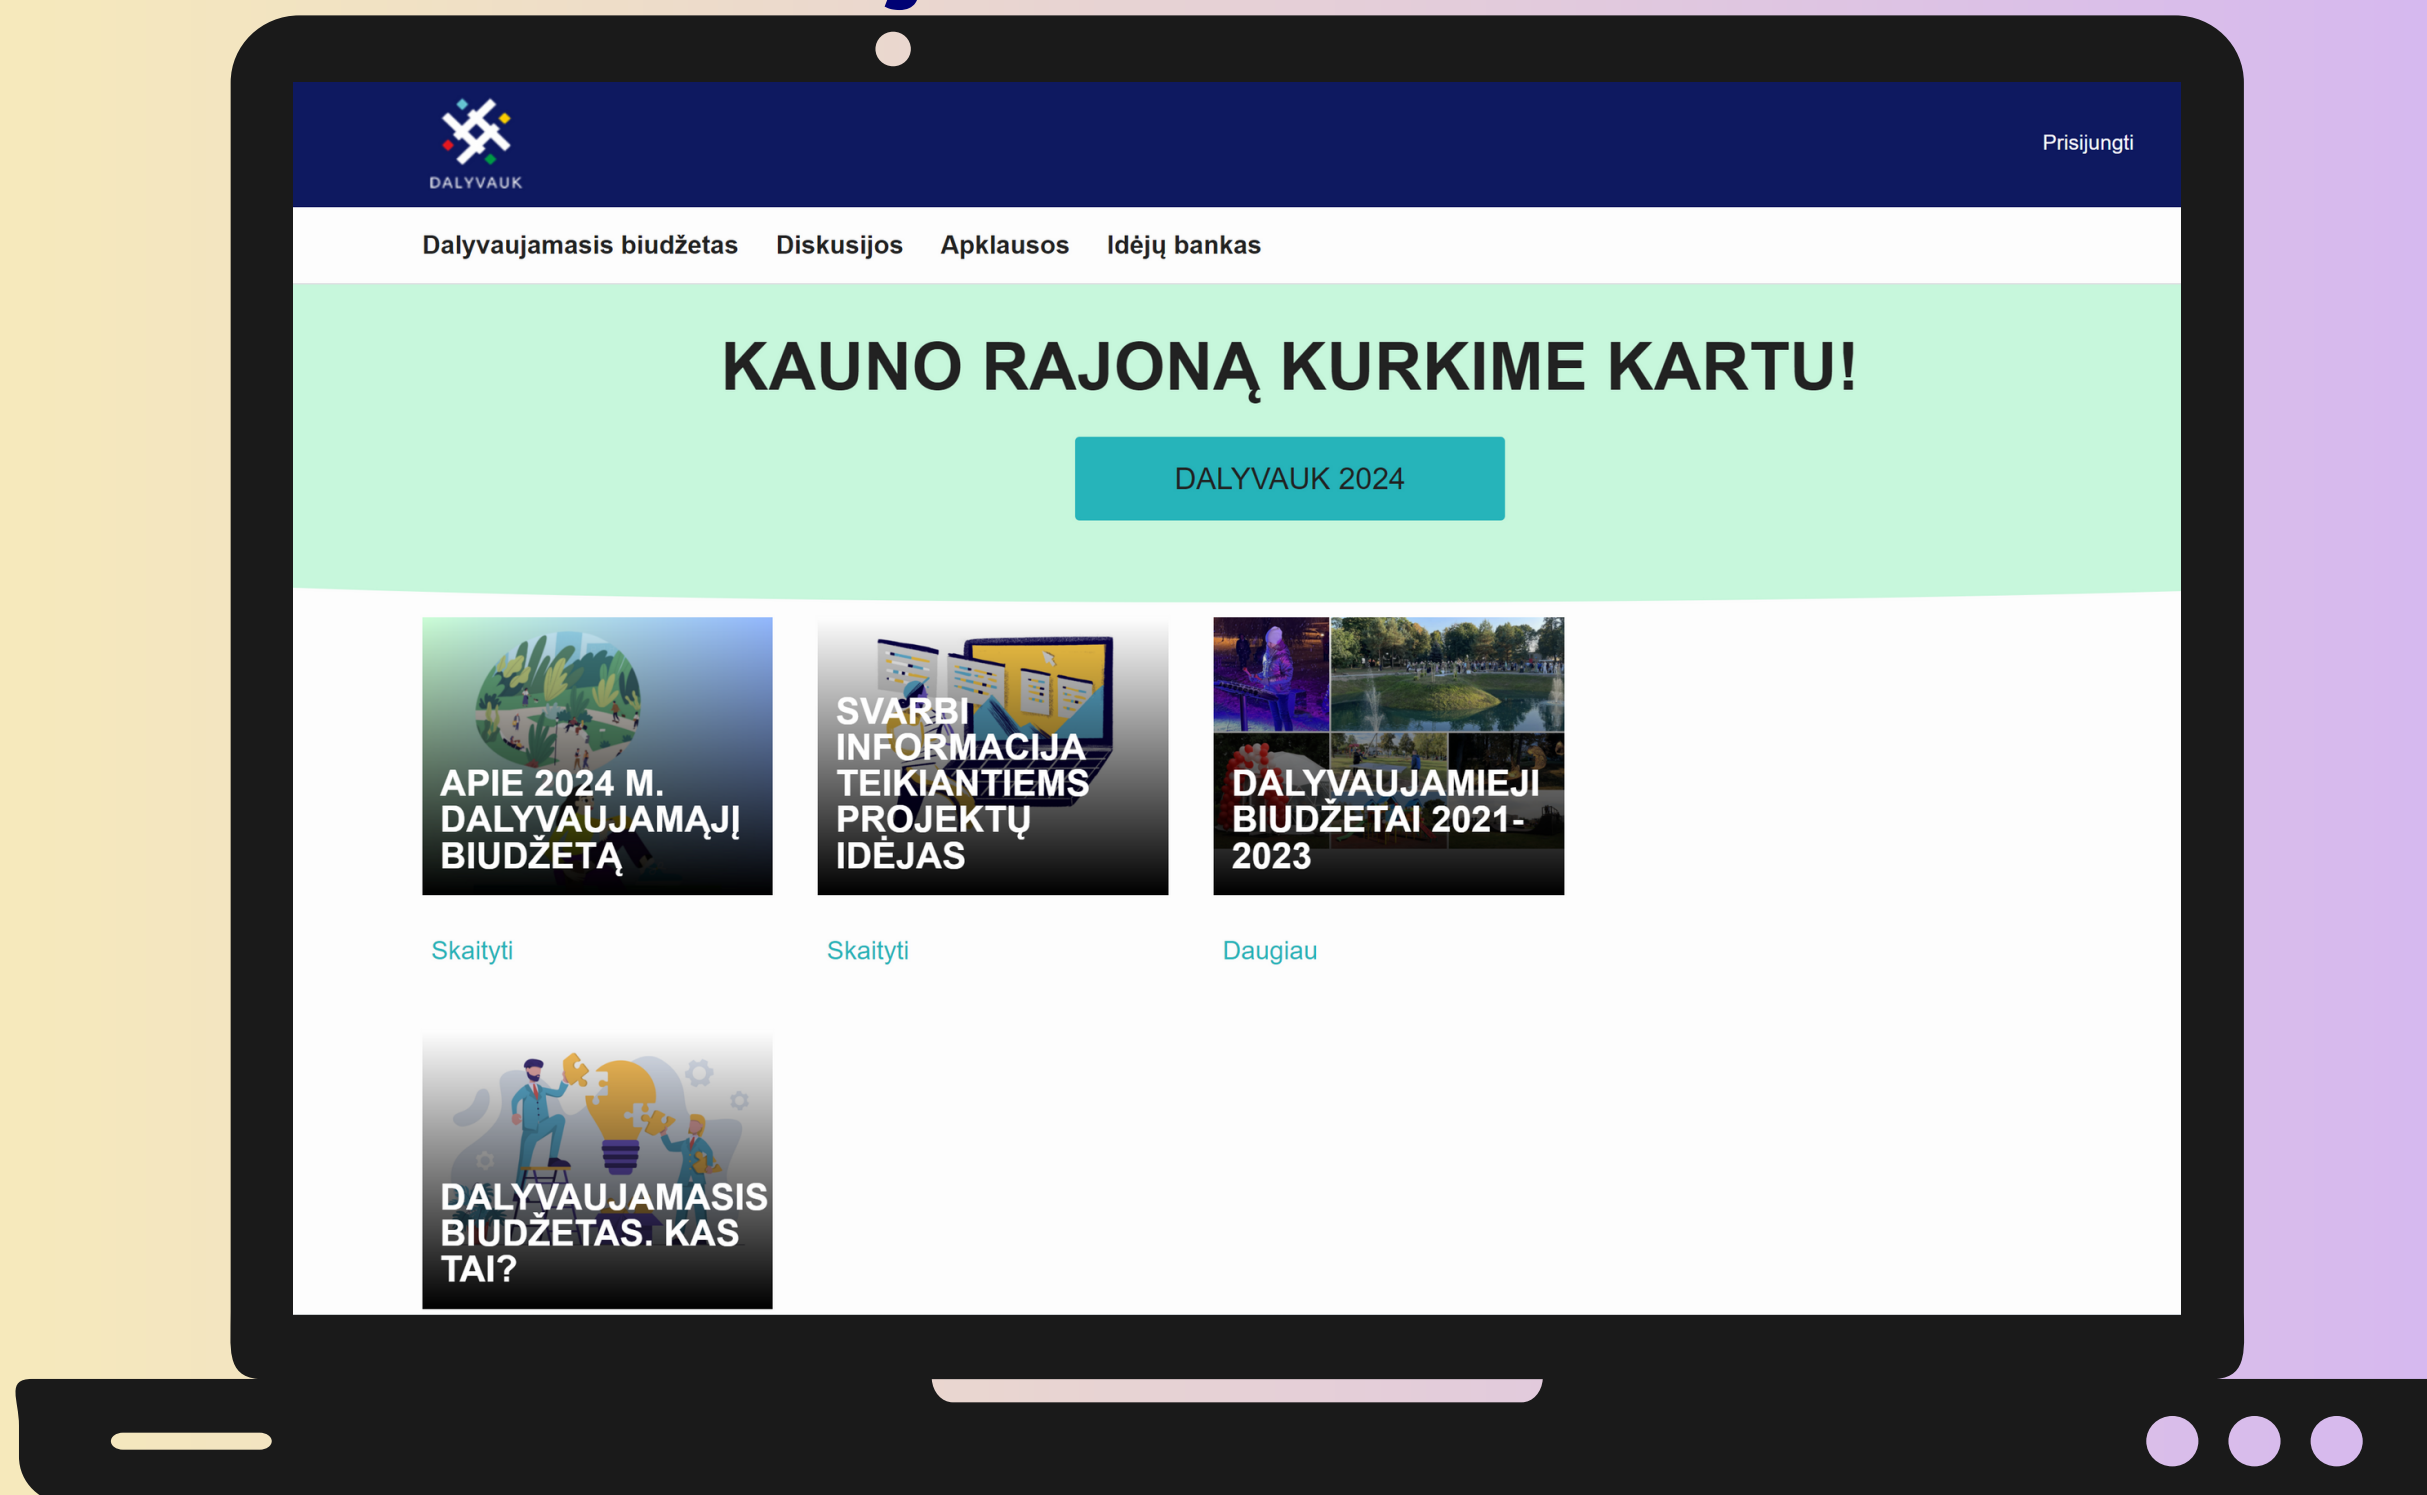 DALYVAUK
Prisijungti
Dalyvaujamasis biudžetas Diskusijos Apklausos Idėjų bankas
KAUNO RAJONĄ KURKIME KARTU!
DALYVAUK 2024
APIE 2024 M.
DALYVAUJAMĄJĮ
BIUDŽETĄ
Skaityti
SVARBI
INFORMACIJA
TEIKIANTIEMS
PROJEKTŲ
IDĖJAS
Skaityti
DALYVAUJAMIEJI
BIUDŽETAI 2021-
2023
Daugiau
DALYVAUJAMASIS
BIUDŽETAS. KAS
TAI?